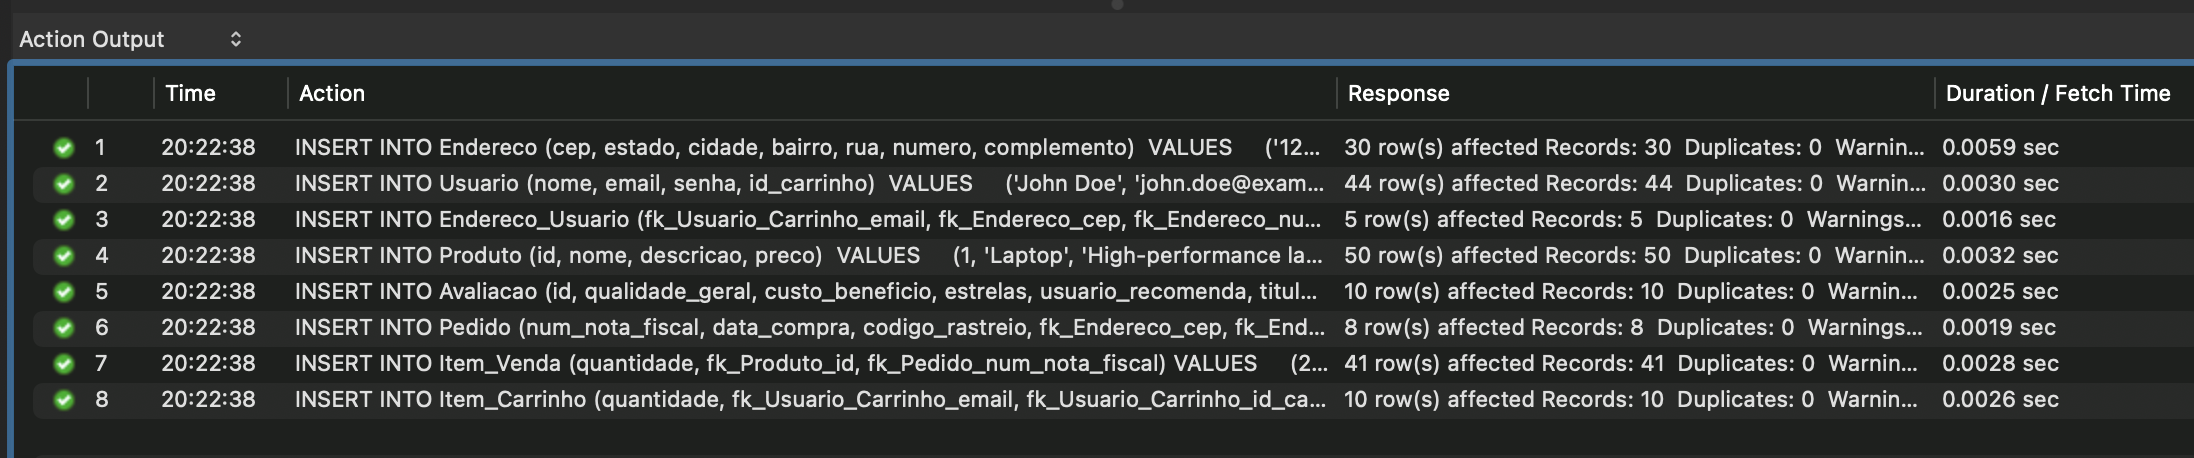 Action Output
Time Action Response Duration / Fetch Time
1 20:22:38 INSERT INTO Endereco (cep, estado, cidade, bairro, rua, numero, complemento) VALUES ('12... 30 row(s) affected Records: 30 Duplicates: 0 Warnin... 0.0059 sec
2 20:22:38 INSERT INTO Usuario (nome, email, senha, id_carrinho) VALUES ('John Doe', 'john.doe@exam... 44 row(s) affected Records: 44 Duplicates: 0 Warnin... 0.0030 sec
3 20:22:38 INSERT INTO Endereco_Usuario (fk_Usuario_Carrinho_email, fk_Endereco_cep, fk_Endereco_nu... 5 row(s) affected Records: 5 Duplicates: 0 Warnings... 0.0016 sec
4 20:22:38 INSERT INTO Produto (id, nome, descricao, preco) VALUES (1, 'Laptop', 'High-performance la... 50 row(s) affected Records: 50 Duplicates: 0 Warnin... 0.0032 sec
5 20:22:38 INSERT INTO Avaliacao (id, qualidade_geral, custo_beneficio, estrelas, usuario_recomenda, titul... 10 row(s) affected Records: 10 Duplicates: 0 Warnin... 0.0025 sec
6 20:22:38 INSERT INTO Pedido (num_nota_fiscal, data_compra, codigo_rastreio, fk_Endereco_cep, fk_End... 8 row(s) affected Records: 8 Duplicates: 0 Warnings... 0.0019 sec
7 20:22:38 INSERT INTO Item_Venda (quantidade, fk_Produto_id, fk_Pedido_num_nota_fiscal) VALUES (2... 41 row(s) affected Records: 41 Duplicates: 0 Warnin... 0.0028 sec
8 20:22:38 INSERT INTO Item_Carrinho (quantidade, fk_Usuario_Carrinho_email, fk_Usuario_Carrinho_id_ca... 10 row(s) affected Records: 10 Duplicates: 0 Warnin... 0.0026 sec